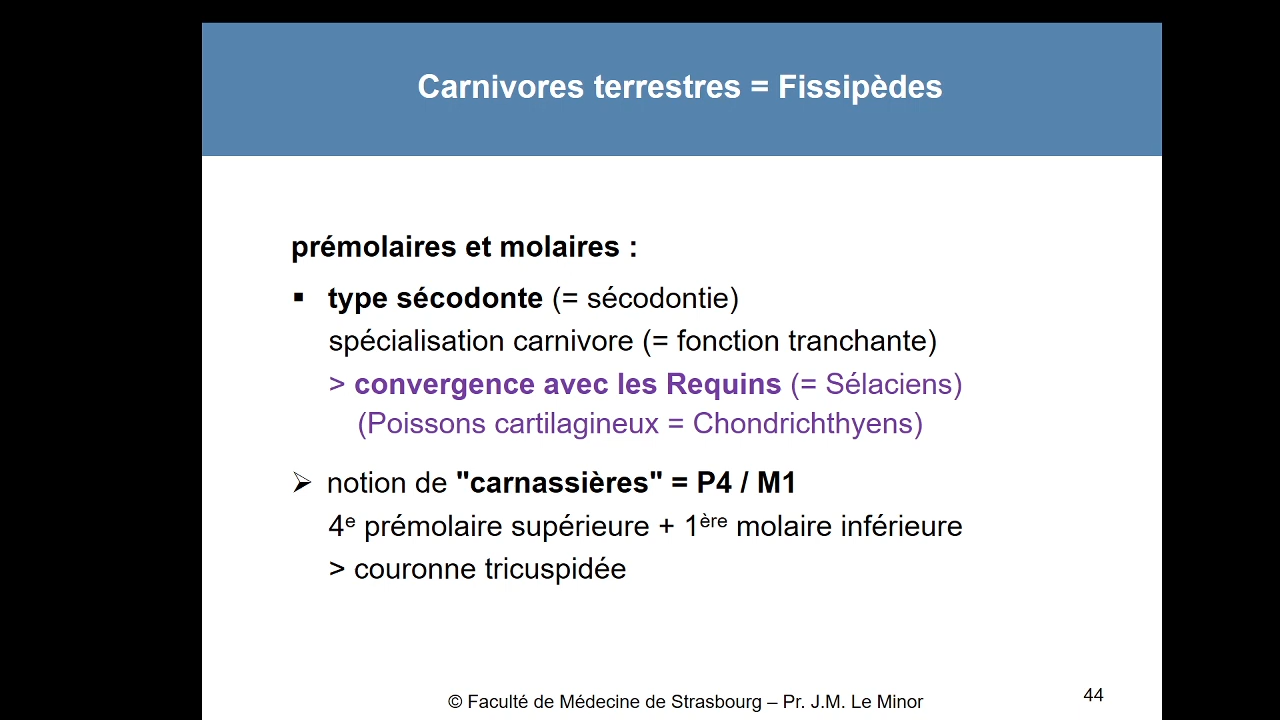 Carnivores terrestres = Fissipèdes
prémolaires et molaires :
▪ type sécodonte (= sécodontie)
spécialisation carnivore (= fonction tranchante)
> convergence avec les Requins (= Sélaciens)
(Poissons cartilagineux = Chondrichthyens)
➢ notion de "carnassières" = P4 / M1
4e prémolaire supérieure + 1ère molaire inférieure
> couronne tricuspidée
© Faculté de Médecine de Strasbourg – Pr. J.M. Le Minor
44